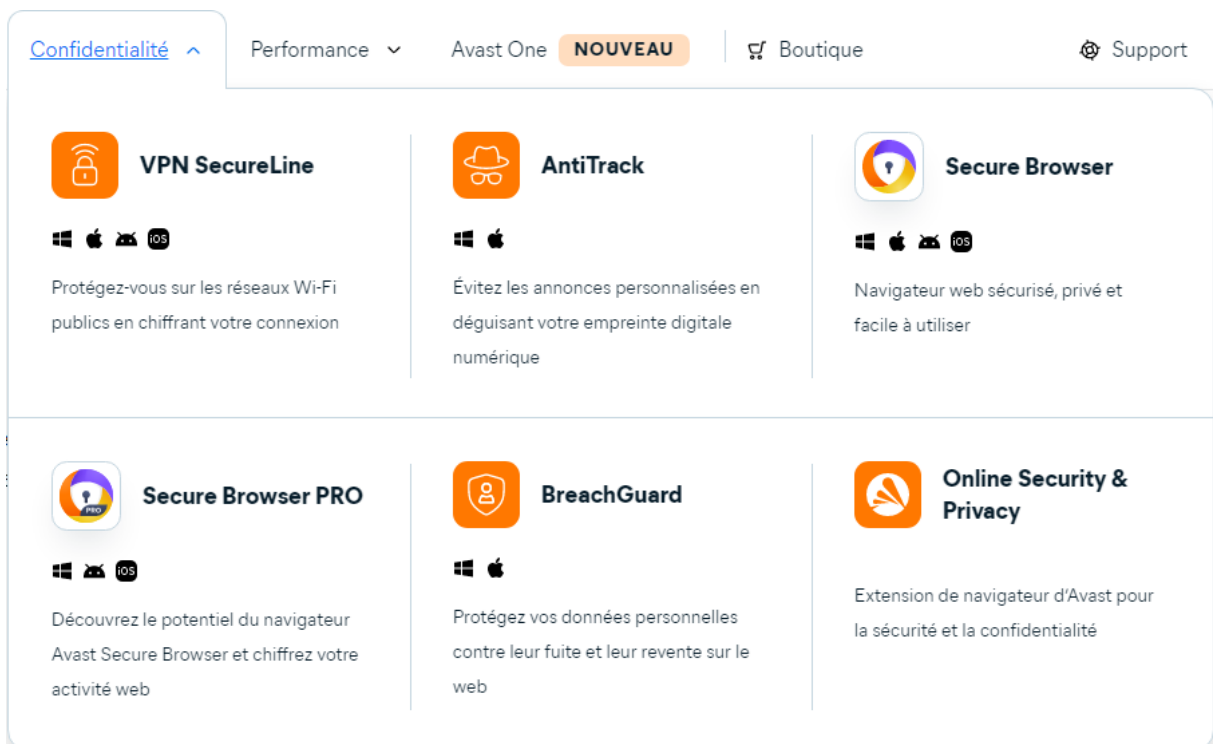 Confidentialité
Performance
Avast One NOUVEAU
Boutique
Support
VPN SecureLine
iOS
Protégez-vous sur les réseaux Wi-Fi
publics en chiffrant votre connexion
AntiTrack
Évitez les annonces personnalisées en
déguisant votre empreinte digitale
numérique
Secure Browser
iOS
Navigateur web sécurisé, privé et
facile à utiliser
Secure Browser PRO
PRO
iOS
Découvrez le potentiel du navigateur
Avast Secure Browser et chiffrez votre
activité web
BreachGuard
Protégez vos données personnelles
contre leur fuite et leur revente sur le
web
Online Security &
Privacy
Extension de navigateur d’Avast pour
la sécurité et la confidentialité